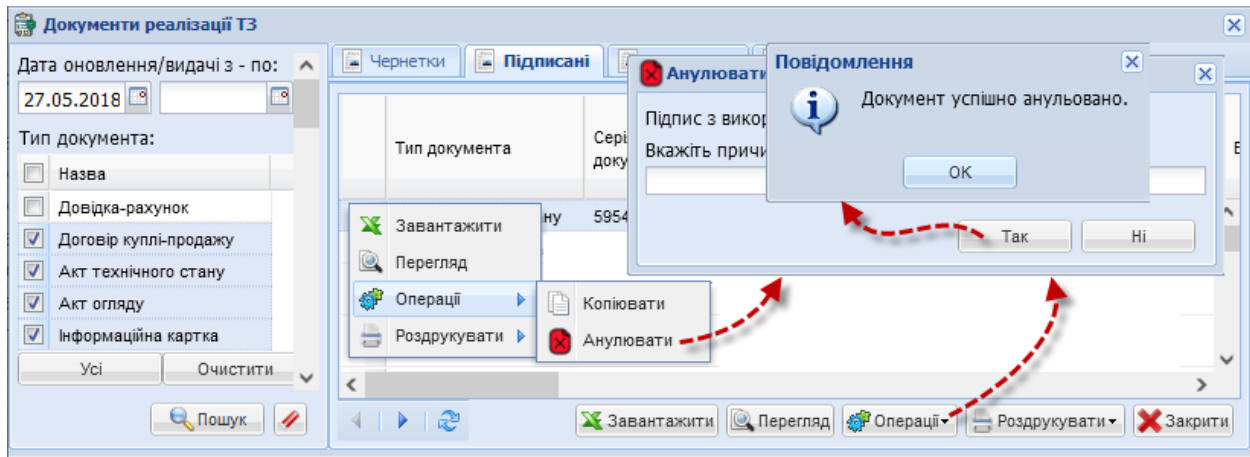 Документи реалізації ТЗ
Дата оновлення/видачі з - по:
27.05.2018
Тип документа:
Назва
Довідка-рахунок
Договір куплі-продажу
Акт технічного стану
Акт огляду
Інформаційна картка
Усі
Очистити
Пошук
Чернетки
Підписані
Тип документа
5954
Завантажити
Перегляд
Операції
Роздрукувати
Копіювати
Анулювати
Анулювати
Підпис з
Вкажіть
Так
Ні
Повідомлення
Документ успішно анульовано.
OK
Завантажити
Перегляд
Операції
Роздрукувати
Закрити